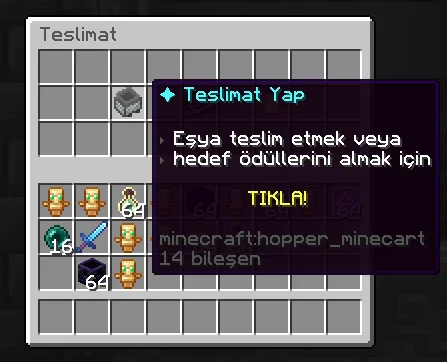 Teslimat
✦ Teslimat Yap
▸ Eşya teslim etmek veya
▸ hedef ödüllerini almak için
TIKLA!
minecraft:hopper_minecart
14 bileşen
64
16
64